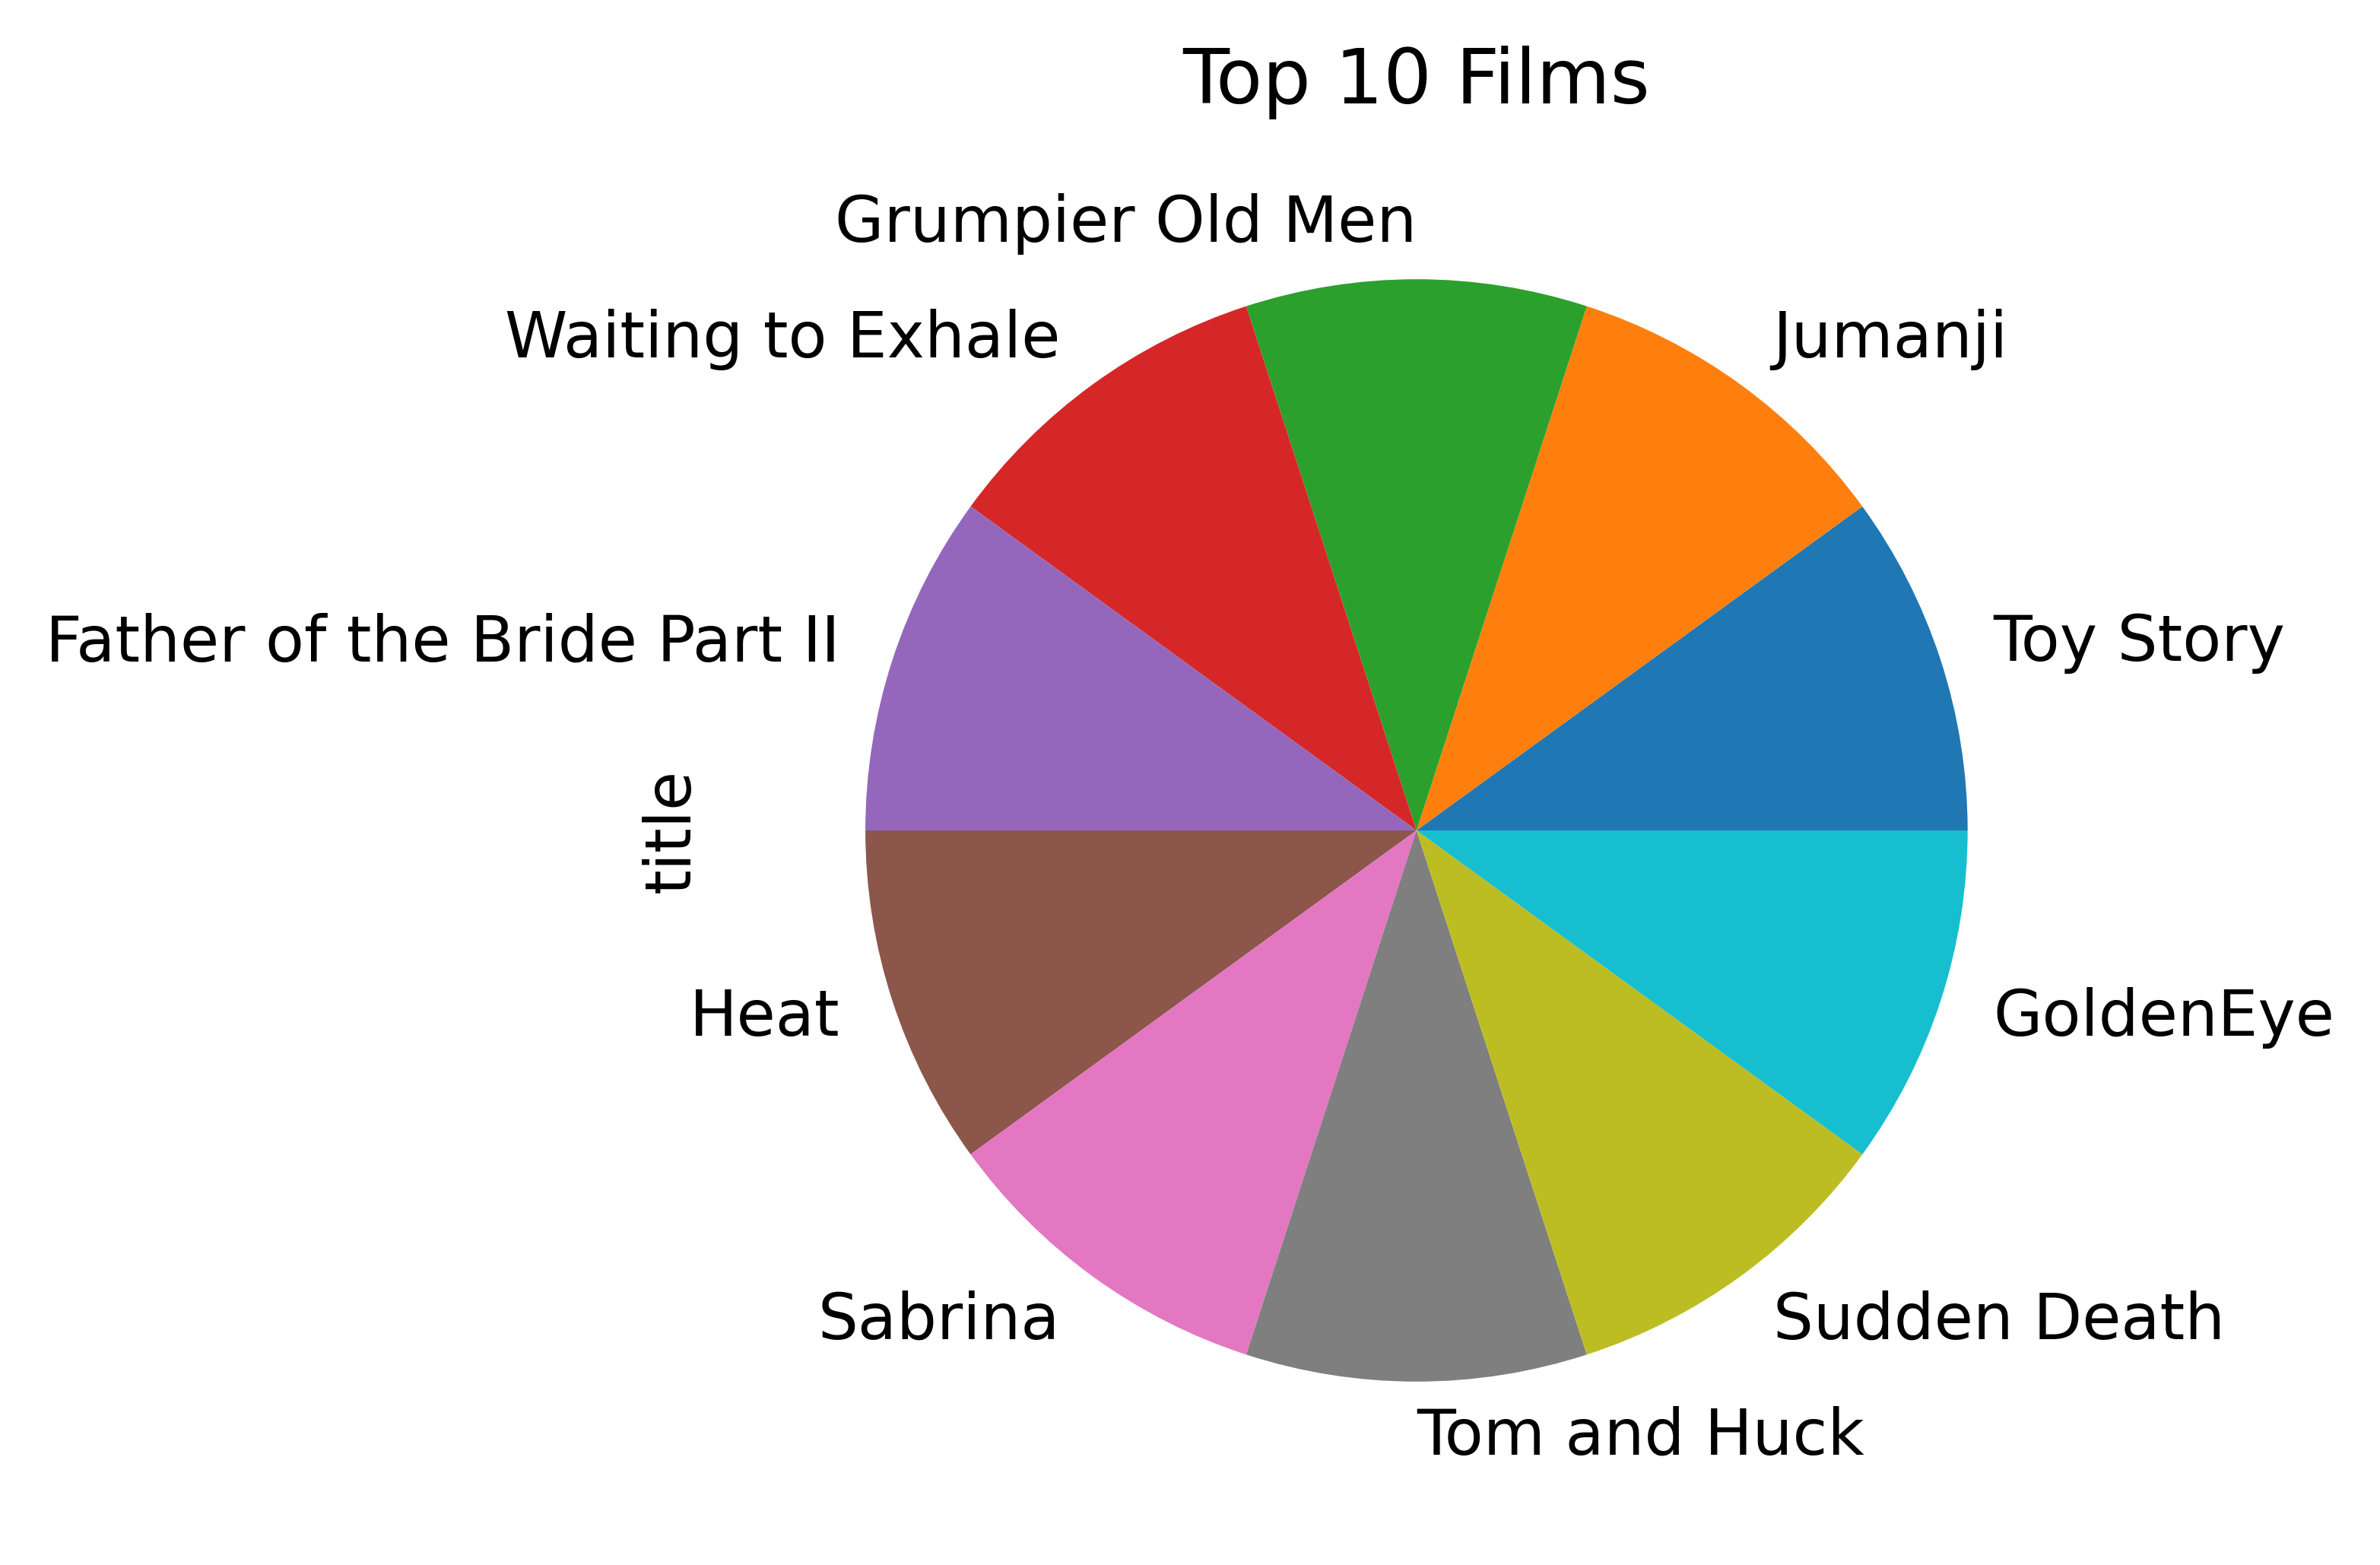 Top 10 Films
Grumpier Old Men
Waiting to Exhale
Jumanji
Father of the Bride Part II
Toy Story
title
Heat
GoldenEye
Sabrina
Sudden Death
Tom and Huck